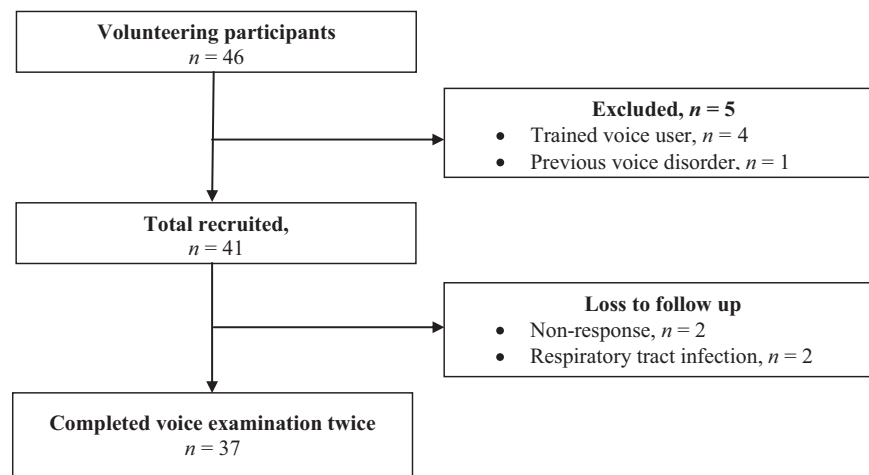 Volunteering participants
n = 46
Excluded, n = 5
• Trained voice user, n = 4
• Previous voice disorder, n = 1
Total recruited,
n = 41
Loss to follow up
• Non-response, n = 2
• Respiratory tract infection, n = 2
Completed voice examination twice
n = 37